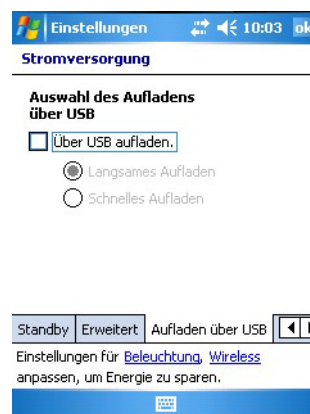 Einstellungen 10:03 ok
Stromversorgung
Auswahl des Aufladens
über USB
Über USB aufladen.
Langsames Aufladen
Schnelles Aufladen
Standby Erweitert Aufladen über USB
Einstellungen für Beleuchtung, Wireless
anpassen, um Energie zu sparen.